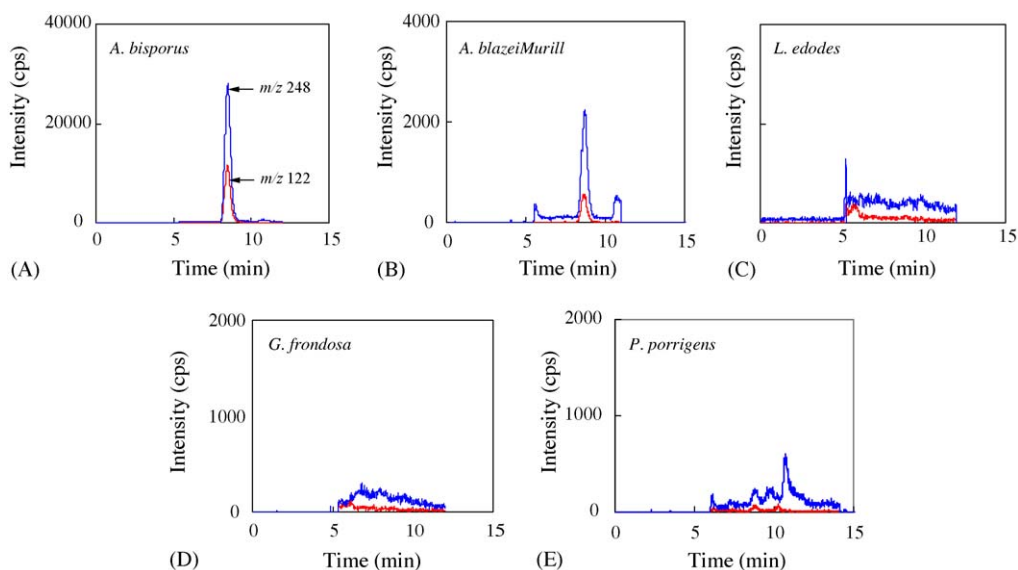 40000
A. bisporus
m/z 248
20000
m/z 122
0
0 5 10 15
Intensity (cps)
Time (min)
(A)
4000
A. blazeiMurill
2000
0
0 5 10 15
Intensity (cps)
Time (min)
(B)
L. edodes
0
0 5 10 15
Intensity (cps)
Time (min)
(C)
2000
G. frondosa
1000
0
0 5 10 15
Intensity (cps)
Time (min)
(D)
2000
P. porrigens
1000
0
0 5 10 15
Intensity (cps)
Time (min)
(E)